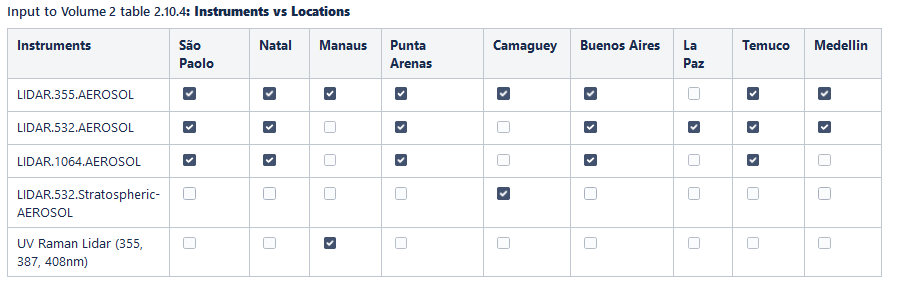 Input to Volume 2 table 2.10.4: Instruments vs Locations
Instruments São Paolo Natal Manaus Punta Arenas Camaguey Buenos Aires La Paz Temuco Medellin
LIDAR.355.AEROSOL
LIDAR.532.AEROSOL
LIDAR.1064.AEROSOL
LIDAR.532.Stratospheric-
AEROSOL
UV Raman Lidar (355,
387, 408nm)